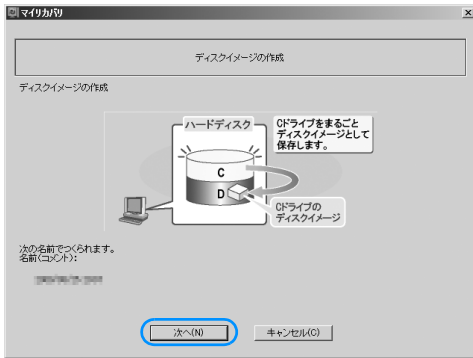 マイリカバリ
ディスクイメージの作成
ディスクイメージの作成
ハードディスク
Cドライブをまるごと
ディスクイメージとして
保存します。
C
D
Cドライブの
ディスクイメージ
次の名前でつくられます。
名前(コメント):
次へ(N)
キャンセル(C)